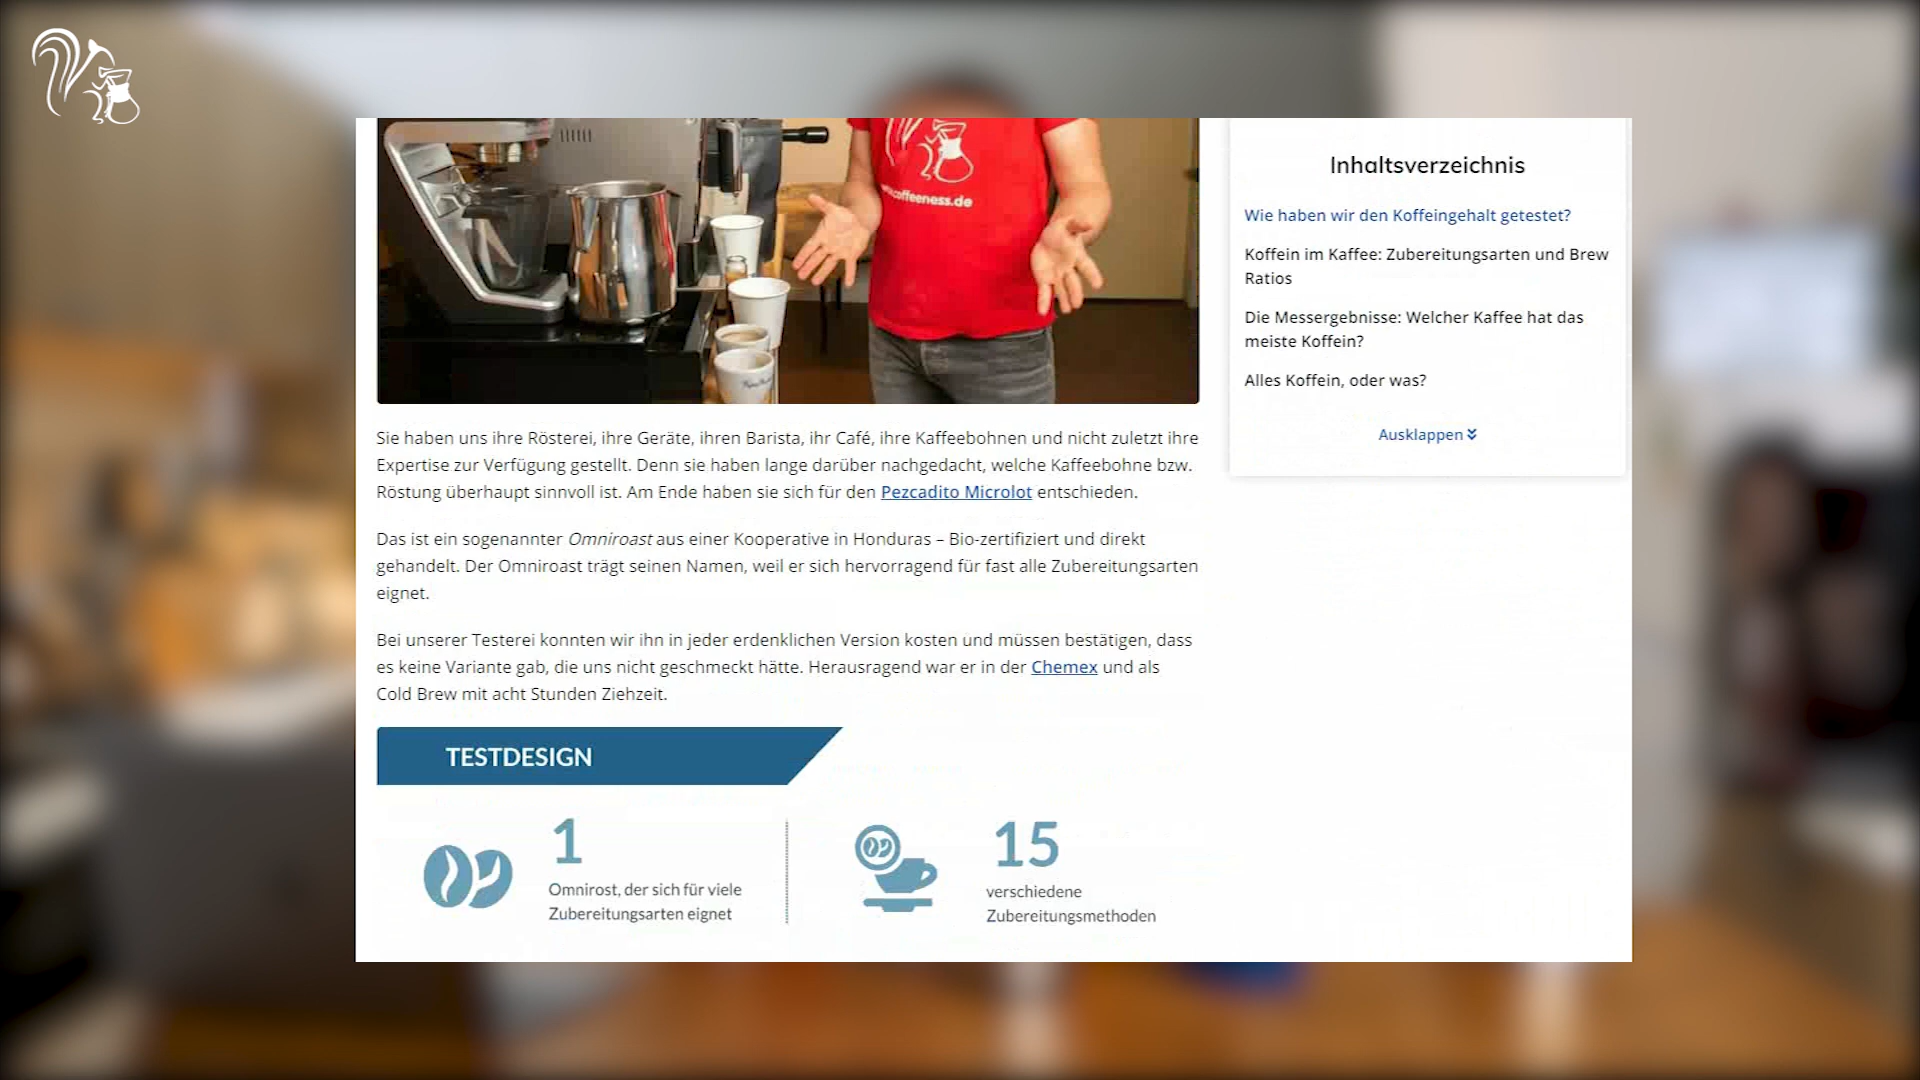 coffeeness.de
Sie haben uns ihre Rösterei, ihre Geräte, ihren Barista, ihr Café, ihre Kaffeebohnen und nicht zuletzt ihre
Expertise zur Verfügung gestellt. Denn sie haben lange darüber nachgedacht, welche Kaffeebohne bzw.
Röstung überhaupt sinnvoll ist. Am Ende haben sie sich für den Pezcadito Microlot entschieden.
Das ist ein sogenannter Omniroast aus einer Kooperative in Honduras – Bio-zertifiziert und direkt
gehandelt. Der Omniroast trägt seinen Namen, weil er sich hervorragend für fast alle Zubereitungsarten
eignet.
Bei unserer Testerei konnten wir ihn in jeder erdenklichen Version kosten und müssen bestätigen, dass
es keine Variante gab, die uns nicht geschmeckt hätte. Herausragend war er in der Chemex und als
Cold Brew mit acht Stunden Ziehzeit.
TESTDESIGN
1
Omnirost, der sich für viele
Zubereitungsarten eignet
15
verschiedene
Zubereitungsmethoden
Inhaltsverzeichnis
Wie haben wir den Koffeingehalt getestet?
Koffein im Kaffee: Zubereitungsarten und Brew
Ratios
Die Messergebnisse: Welcher Kaffee hat das
meiste Koffein?
Alles Koffein, oder was?
Ausklappen